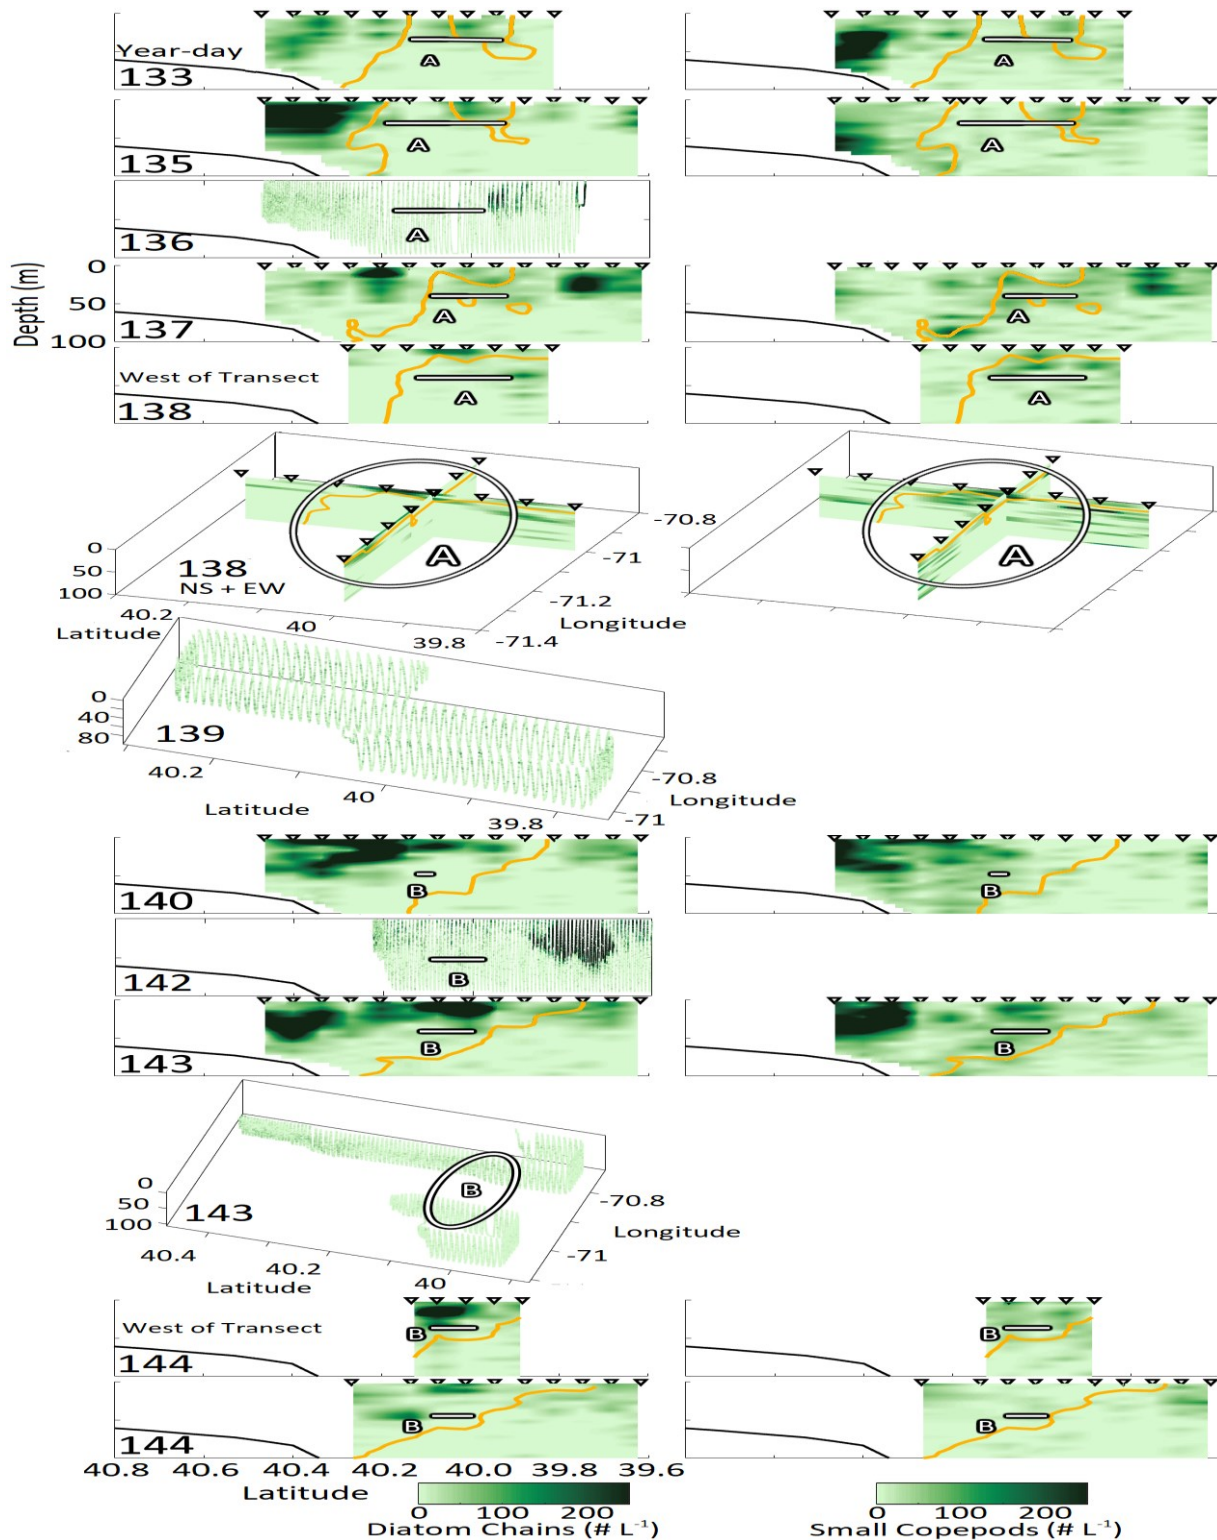 Year-day
133
A
A
135
A
A
136
A
Depth (m)
0
50
100
137
A
A
West of Transect
138
A
A
0
50
100
138
NS + EW
A
A
40.2
40
39.8
Latitude
-70.8
-71
-71.2
-71.4
Longitude
0
40
80
139
40.2
40
39.8
Latitude
-70.8
-71
Longitude
140
B
B
142
B
143
B
B
0
50
100
143
B
40.4
40.2
40
Latitude
-70.8
-71
Longitude
West of Transect
144
B
B
144
B
B
40.8 40.6 40.4 40.2 40.0 39.8 39.6
Latitude
0 100 200
Diatom Chains (# L⁻¹)
0 100 200
Small Copepods (# L⁻¹)